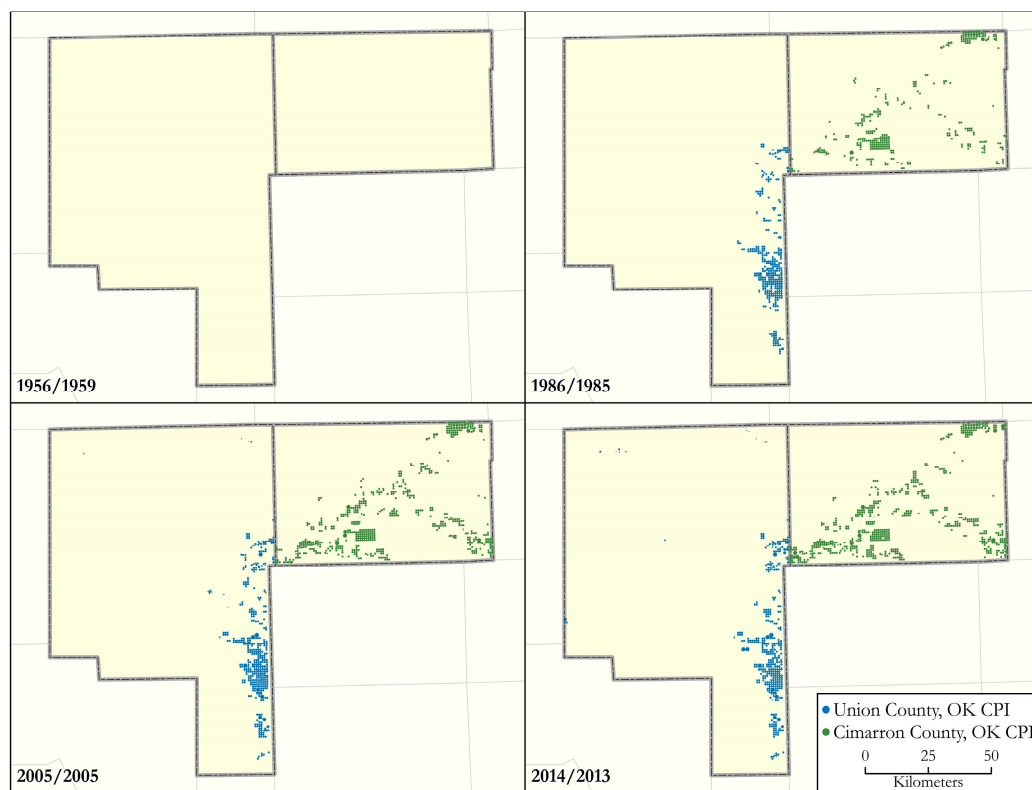 1956/1959
1986/1985
2005/2005
2014/2013
Union County, OK CPI
Cimarron County, OK CPI
0 25 50
Kilometers